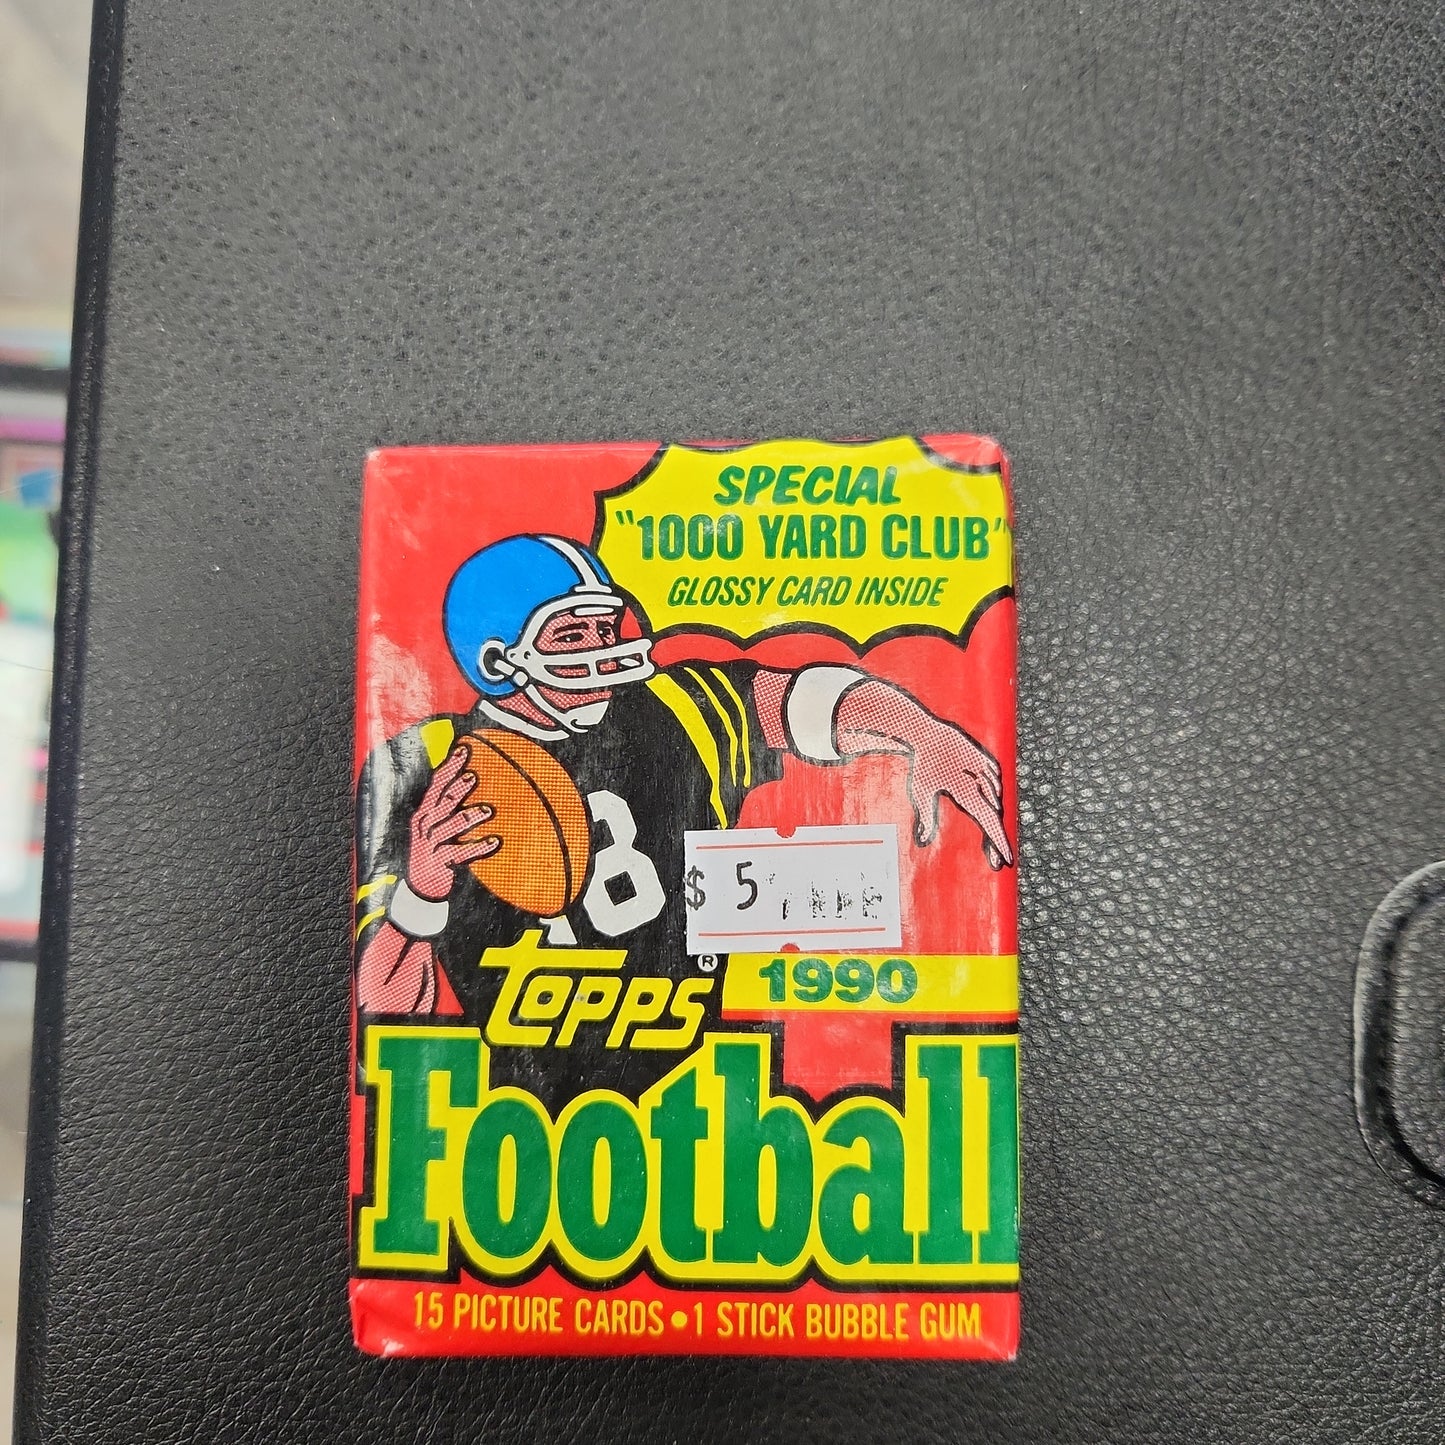 SPECIAL
"1000 YARD CLUB"
GLOSSY CARD INSIDE
8
$ 5
topps®
1990
Football
15 PICTURE CARDS • 1 STICK BUBBLE GUM